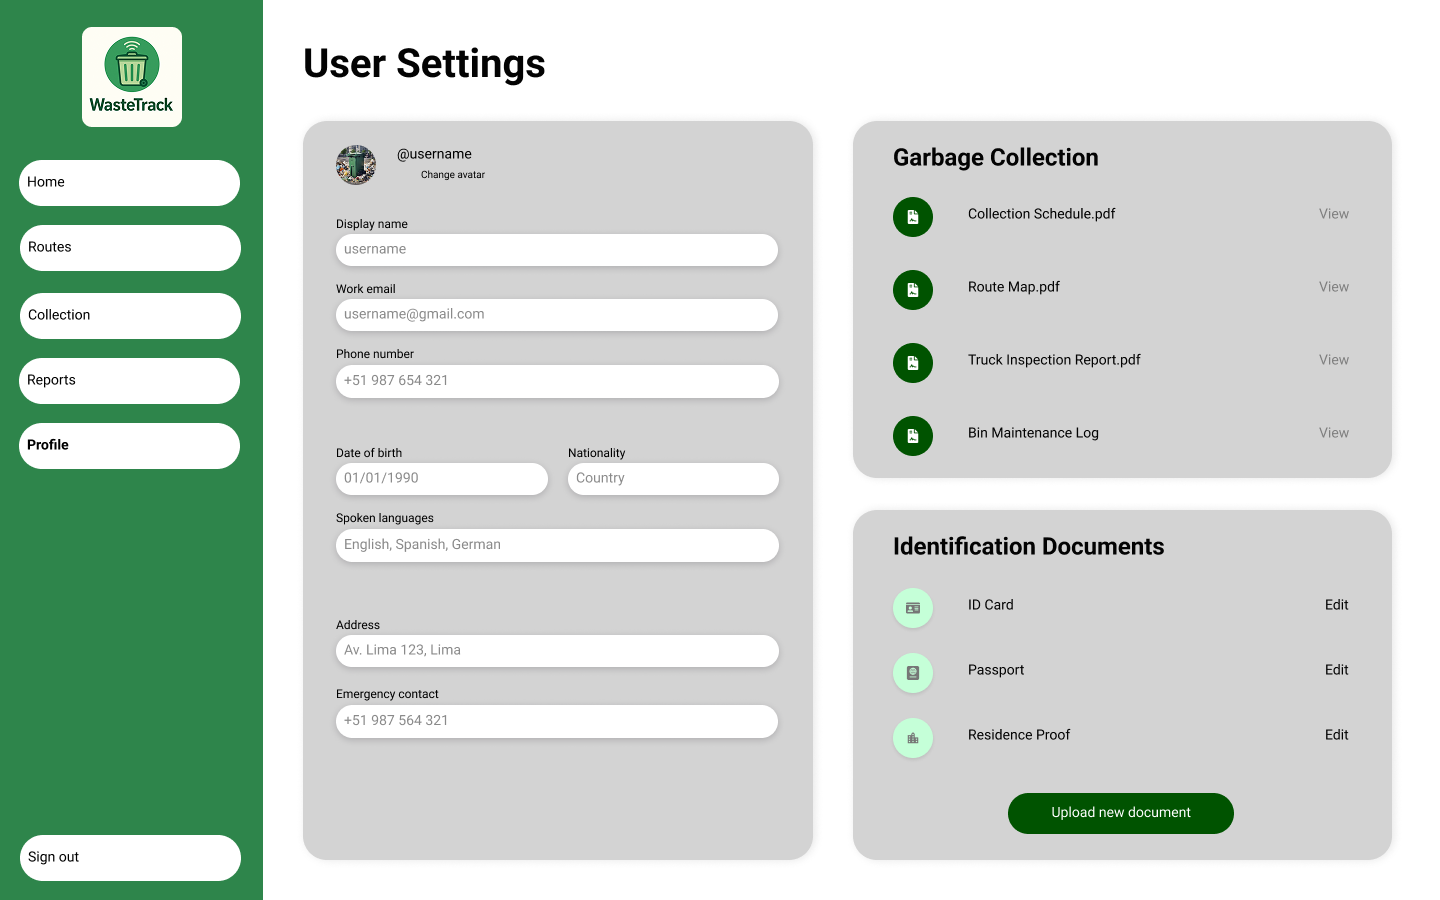 WasteTrack
Home
Routes
Collection
Reports
Profile
Sign out
User Settings
@username
Change avatar
Display name
username
Work email
username@gmail.com
Phone number
+51 987 654 321
Date of birth
Nationality
01/01/1990
Country
Spoken languages
English, Spanish, German
Address
Av. Lima 123, Lima
Emergency contact
+51 987 564 321
Garbage Collection
Collection Schedule.pdf
View
Route Map.pdf
View
Truck Inspection Report.pdf
View
Bin Maintenance Log
View
Identification Documents
ID Card
Edit
Passport
Edit
Residence Proof
Edit
Upload new document